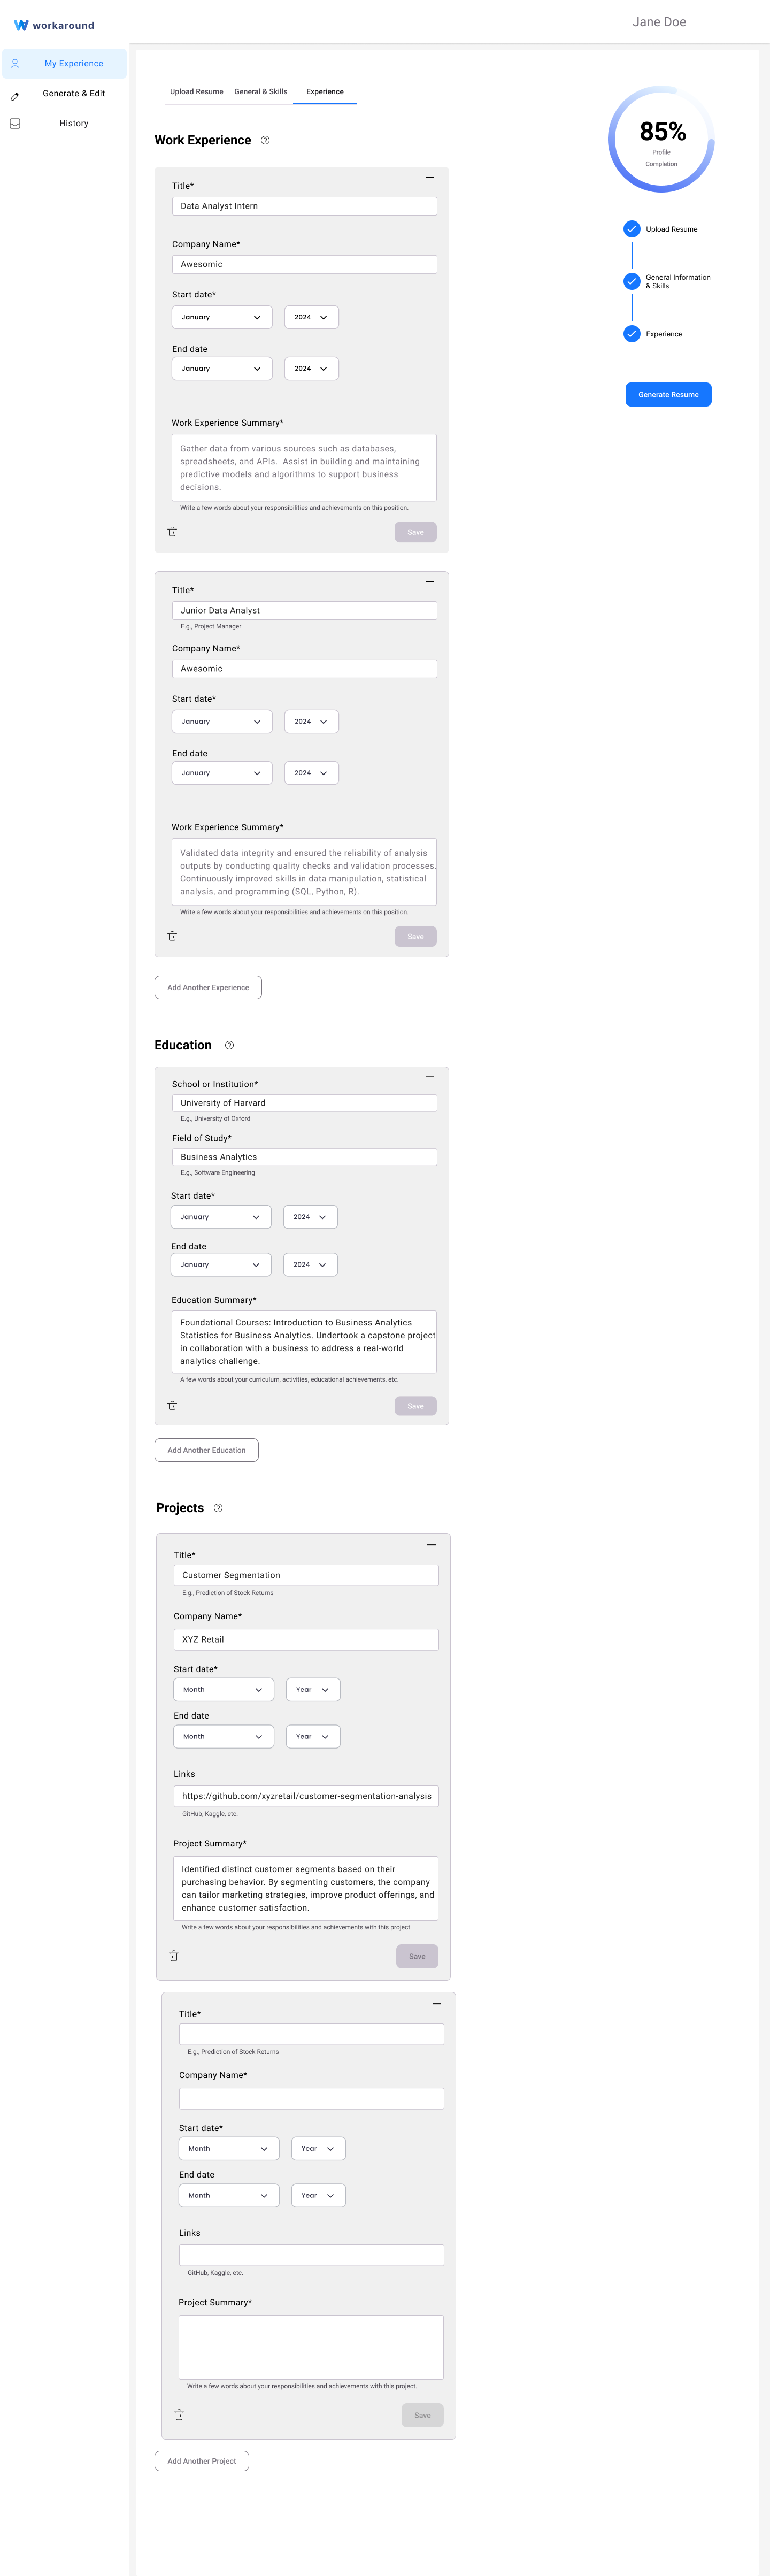 workaround
Jane Doe
My Experience
Generate & Edit
History
Upload Resume
General & Skills
Experience
85%
Profile
Completion
Upload Resume
General Information
& Skills
Experience
Generate Resume
Work Experience
Title*
Data Analyst Intern
Company Name*
Awesomic
Start date*
January
2024
End date
January
2024
Work Experience Summary*
Gather data from various sources such as databases,
spreadsheets, and APIs. Assist in building and maintaining
predictive models and algorithms to support business
decisions.
Write a few words about your responsibilities and achievements on this position.
Save
Title*
Junior Data Analyst
E.g., Project Manager
Company Name*
Awesomic
Start date*
January
2024
End date
January
2024
Work Experience Summary*
Validated data integrity and ensured the reliability of analysis
outputs by conducting quality checks and validation processes.
Continuously improved skills in data manipulation, statistical
analysis, and programming (SQL, Python, R).
Write a few words about your responsibilities and achievements on this position.
Save
Add Another Experience
Education
School or Institution*
University of Harvard
E.g., University of Oxford
Field of Study*
Business Analytics
E.g., Software Engineering
Start date*
January
2024
End date
January
2024
Education Summary*
Foundational Courses: Introduction to Business Analytics
Statistics for Business Analytics. Undertook a capstone project
in collaboration with a business to address a real-world
analytics challenge.
A few words about your curriculum, activities, educational achievements, etc.
Save
Add Another Education
Projects
Title*
Customer Segmentation
E.g., Prediction of Stock Returns
Company Name*
XYZ Retail
Start date*
Month
Year
End date
Month
Year
Links
https://github.com/xyzretail/customer-segmentation-analysis
GitHub, Kaggle, etc.
Project Summary*
Identified distinct customer segments based on their
purchasing behavior. By segmenting customers, the company
can tailor marketing strategies, improve product offerings, and
enhance customer satisfaction.
Write a few words about your responsibilities and achievements with this project.
Save
Title*
E.g., Prediction of Stock Returns
Company Name*
Start date*
Month
Year
End date
Month
Year
Links
GitHub, Kaggle, etc.
Project Summary*
Write a few words about your responsibilities and achievements with this project.
Save
Add Another Project